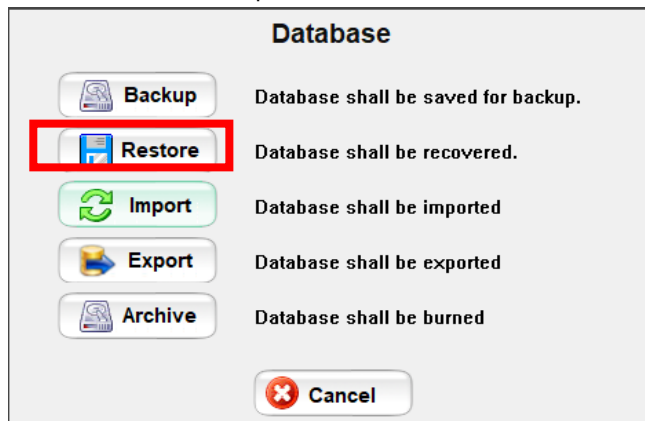 Database
Backup Database shall be saved for backup.
Restore Database shall be recovered.
Import Database shall be imported
Export Database shall be exported
Archive Database shall be burned
Cancel